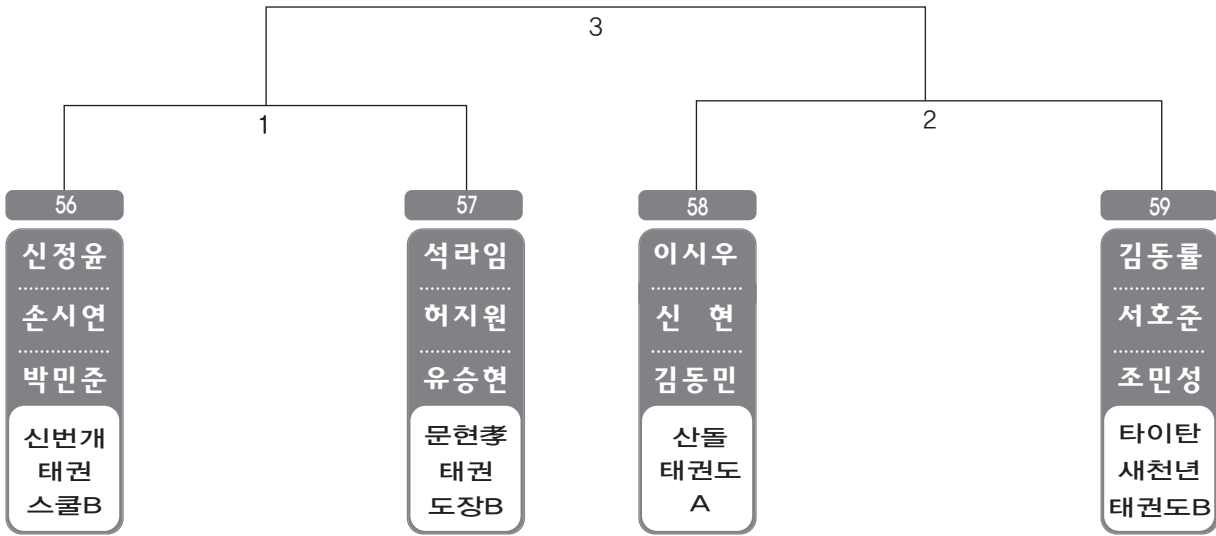 3
1
2
56
신정윤
손시연
박민준
신번개
태권
스쿨B
57
석라임
허지원
유승현
문현孝
태권
도장B
58
이시우
신 현
김동민
산돌
태권도
A
59
김동률
서호준
조민성
타이탄
새천년
태권도B